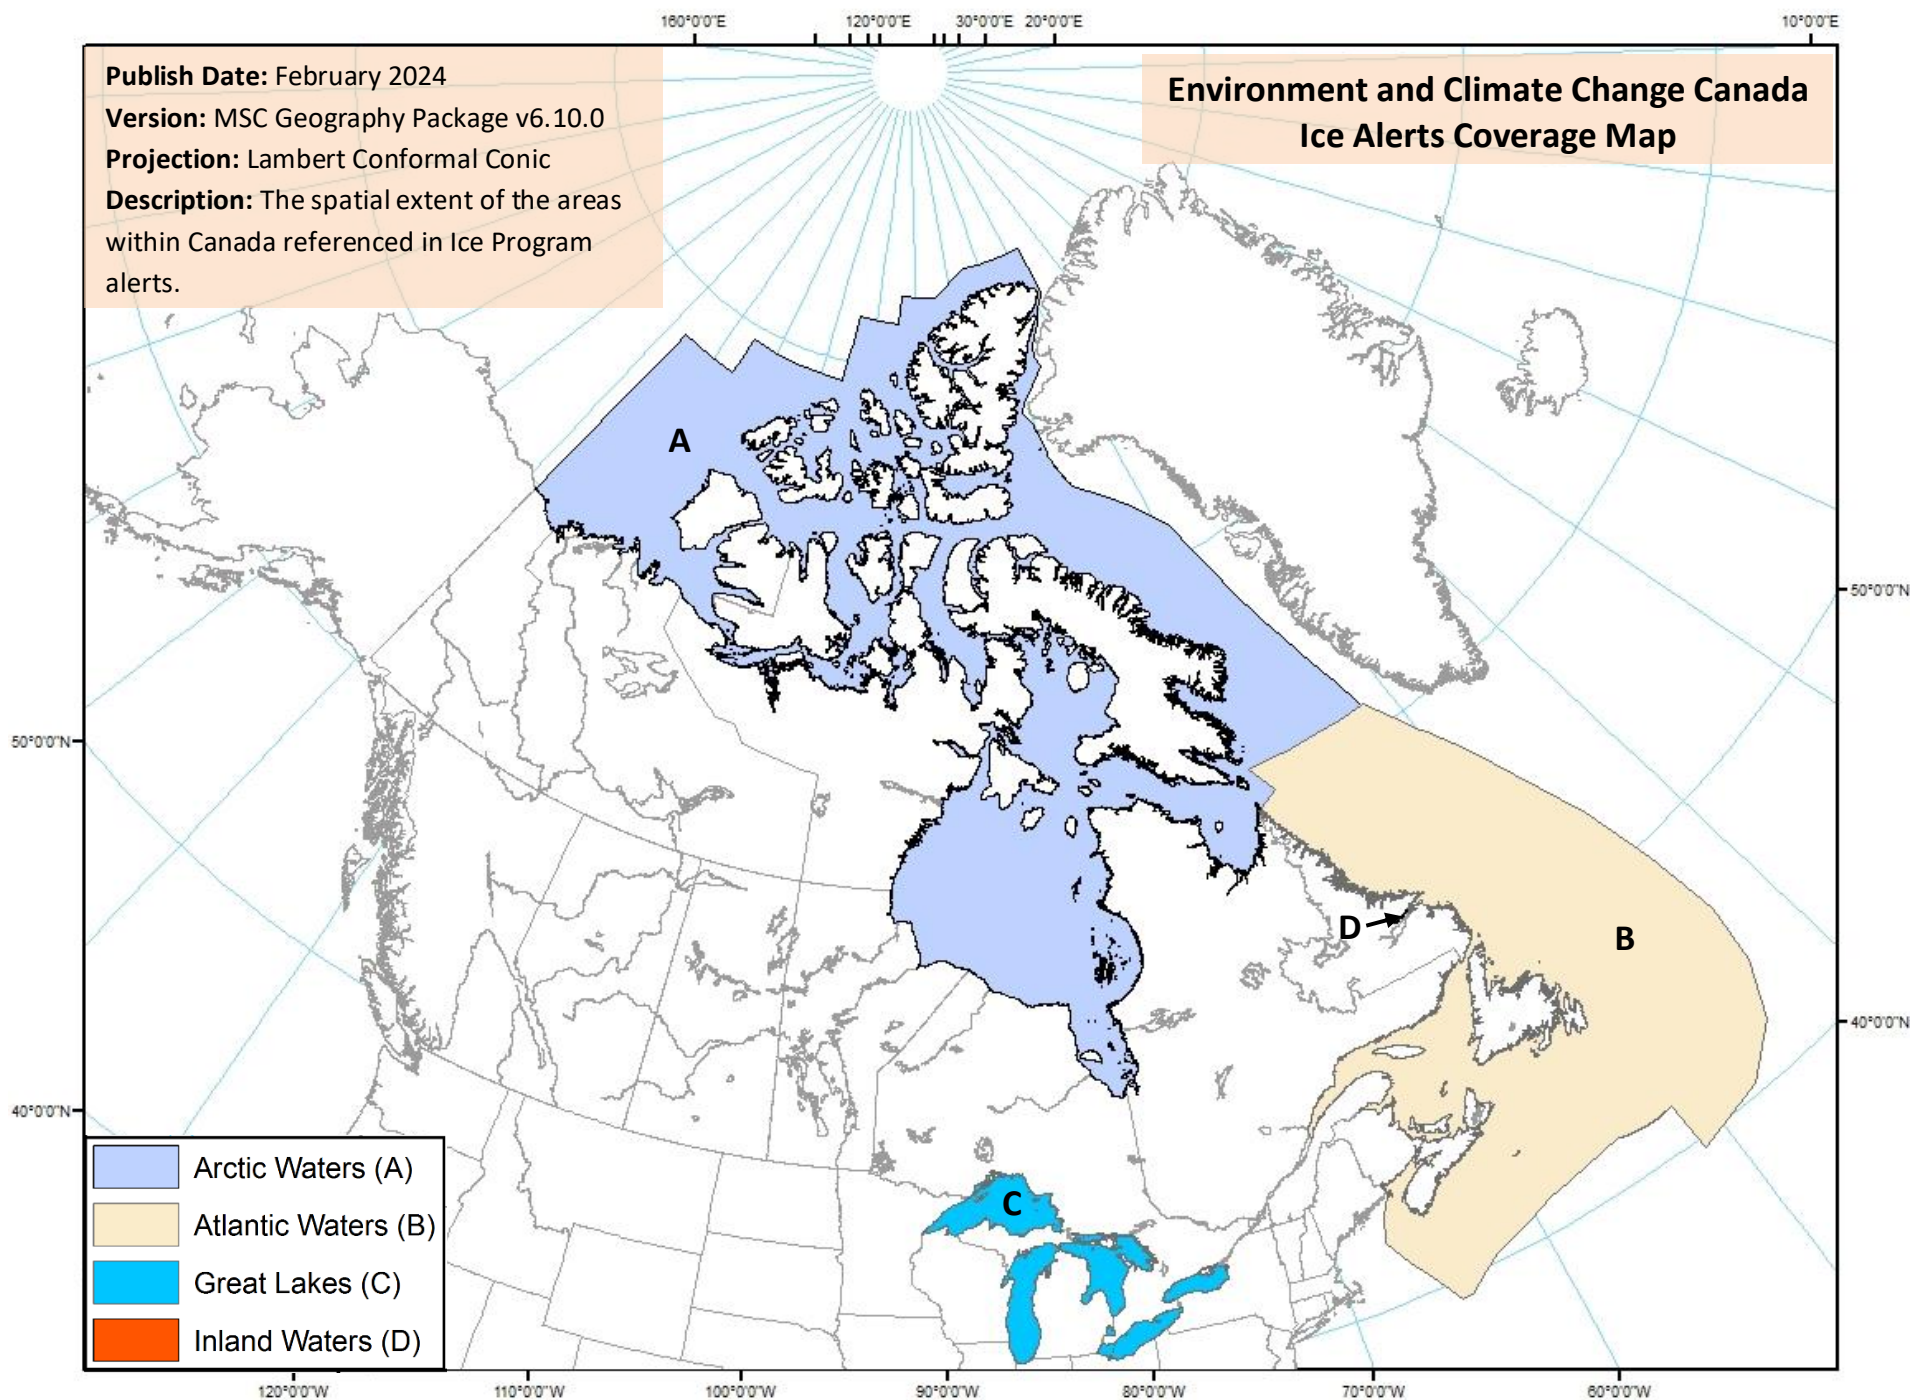 160°0'0"E 120°0'0"E 30°0'0"E 20°0'0"E 10°0'0"E
Publish Date: February 2024
Version: MSC Geography Package v6.10.0
Projection: Lambert Conformal Conic
Description: The spatial extent of the areas
within Canada referenced in Ice Program
alerts.
Environment and Climate Change Canada
Ice Alerts Coverage Map
A
50°0'0"N
50°0'0"N
D
B
40°0'0"N
40°0'0"N
C
Arctic Waters (A)
Atlantic Waters (B)
Great Lakes (C)
Inland Waters (D)
120°0'0"W 110°0'0"W 100°0'0"W 90°0'0"W 80°0'0"W 70°0'0"W 60°0'0"W